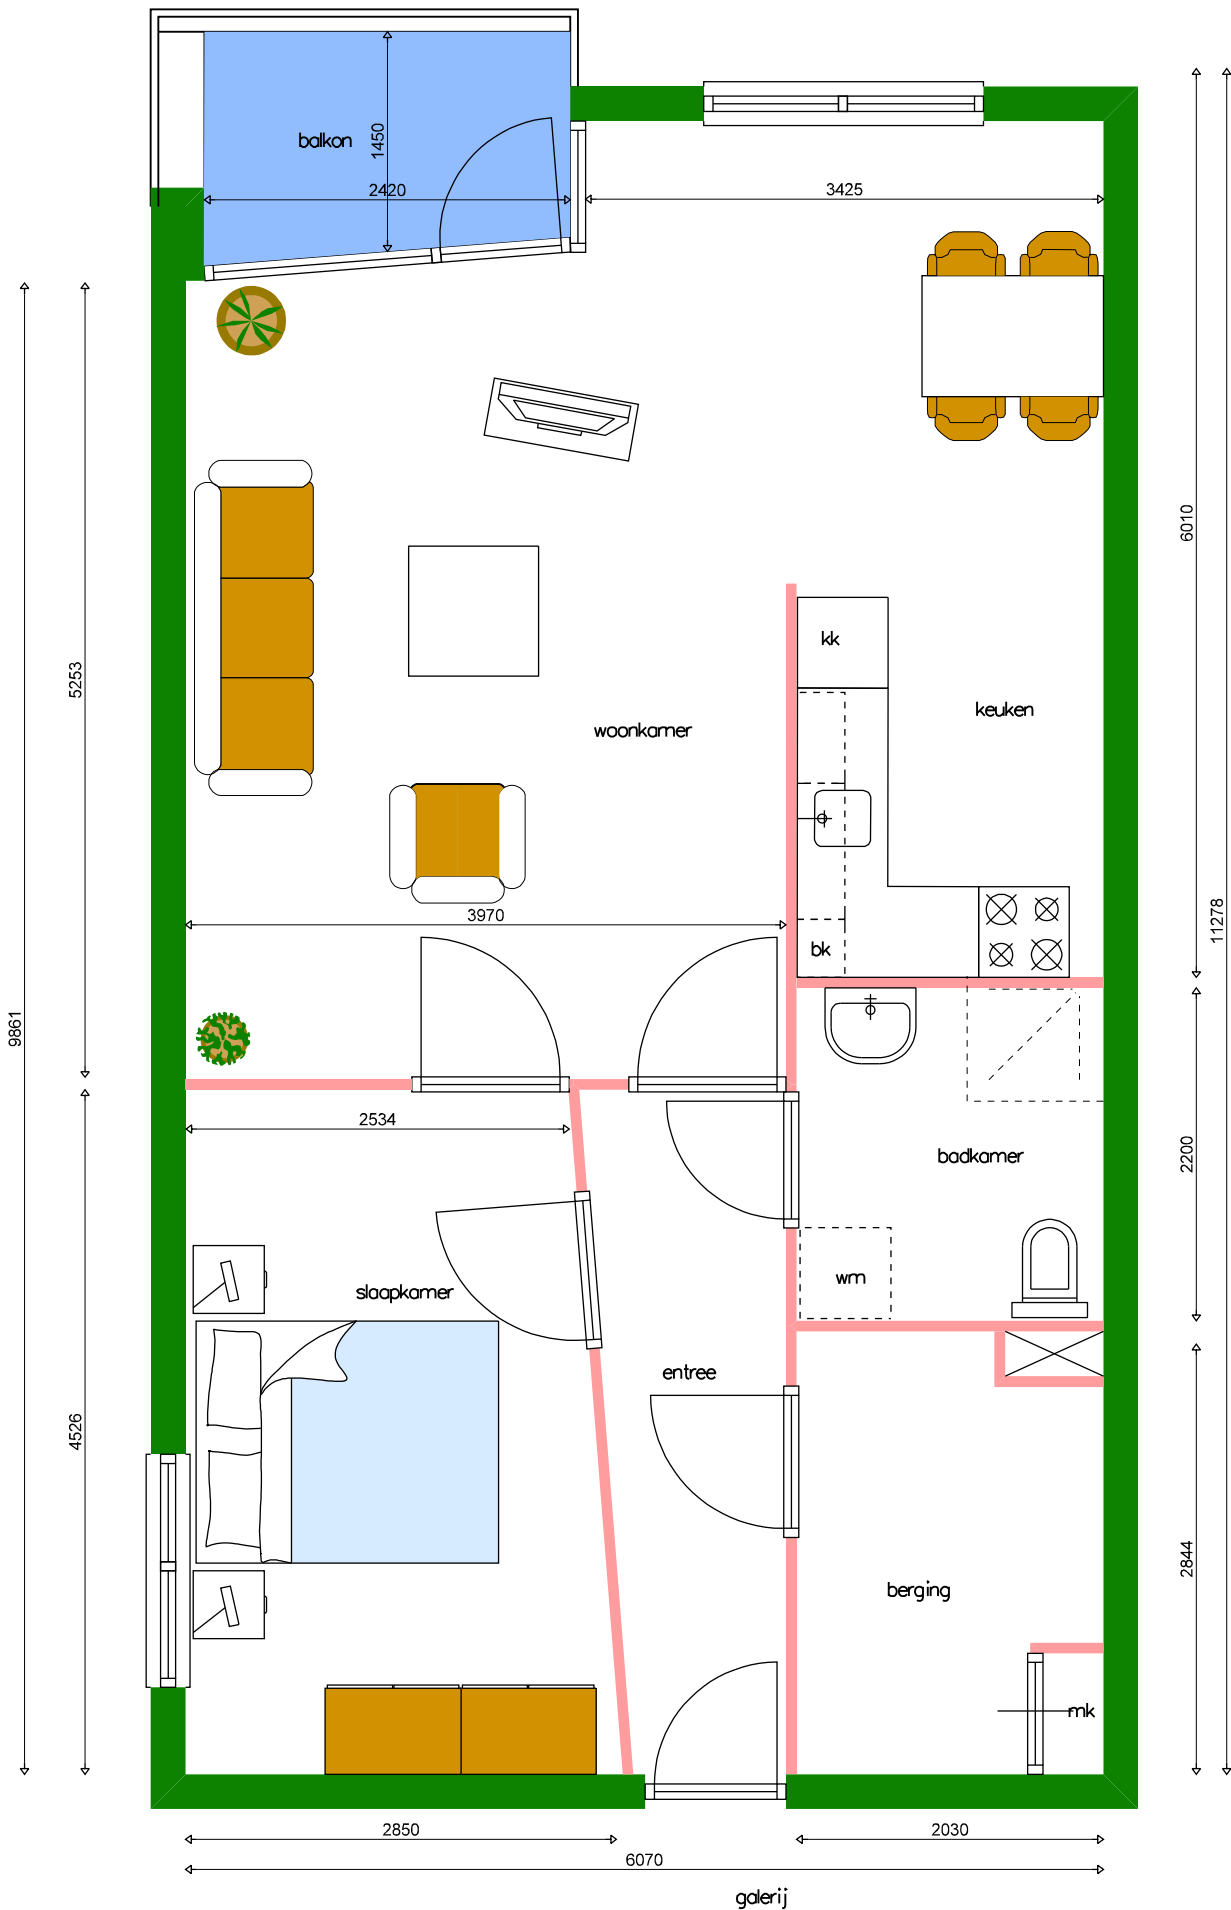 balkon
1450
2420
3425
6010
kk
5253
keuken
woonkamer
3970
bk
11278
9861
2534
2200
badkamer
wm
slaapkamer
entree
4526
2844
berging
mk
2850
2030
6070
galerij